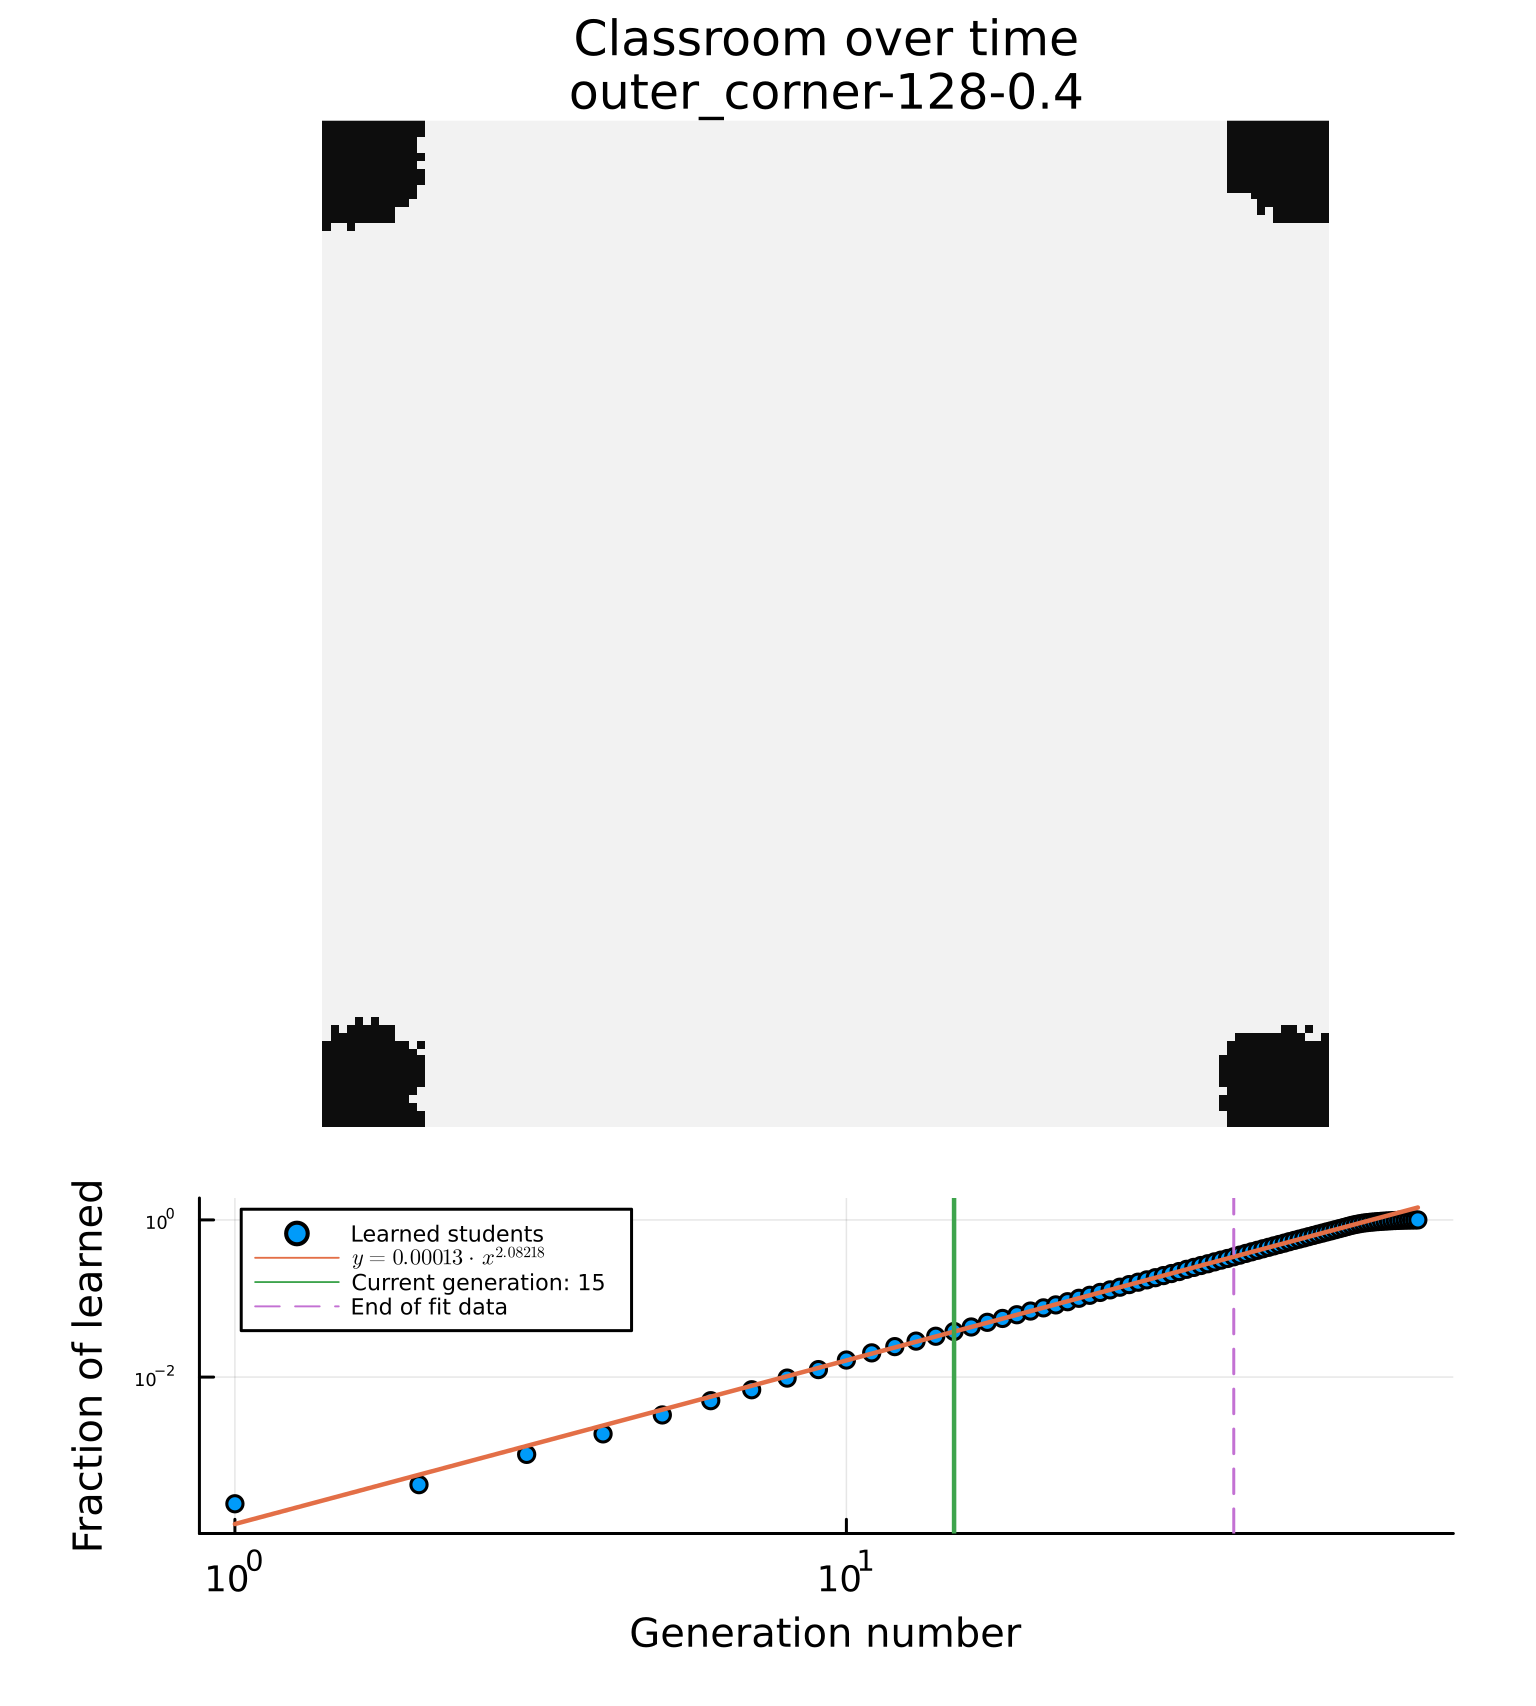 Classroom over time
outer_corner-128-0.4
Fraction of learned
10^0
10^{-2}
Learned students
y = 0.00013 · x^{2.08218}
Current generation: 15
End of fit data
10^0
10^1
Generation number